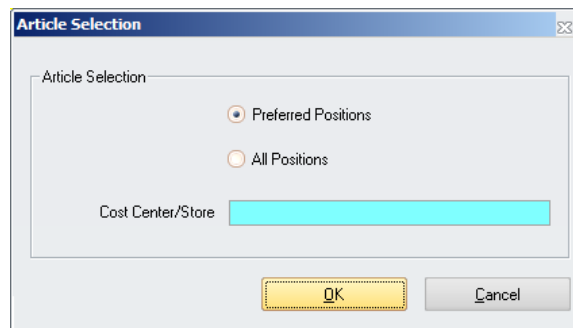 Article Selection
Article Selection
Preferred Positions
All Positions
Cost Center/Store
OK Cancel